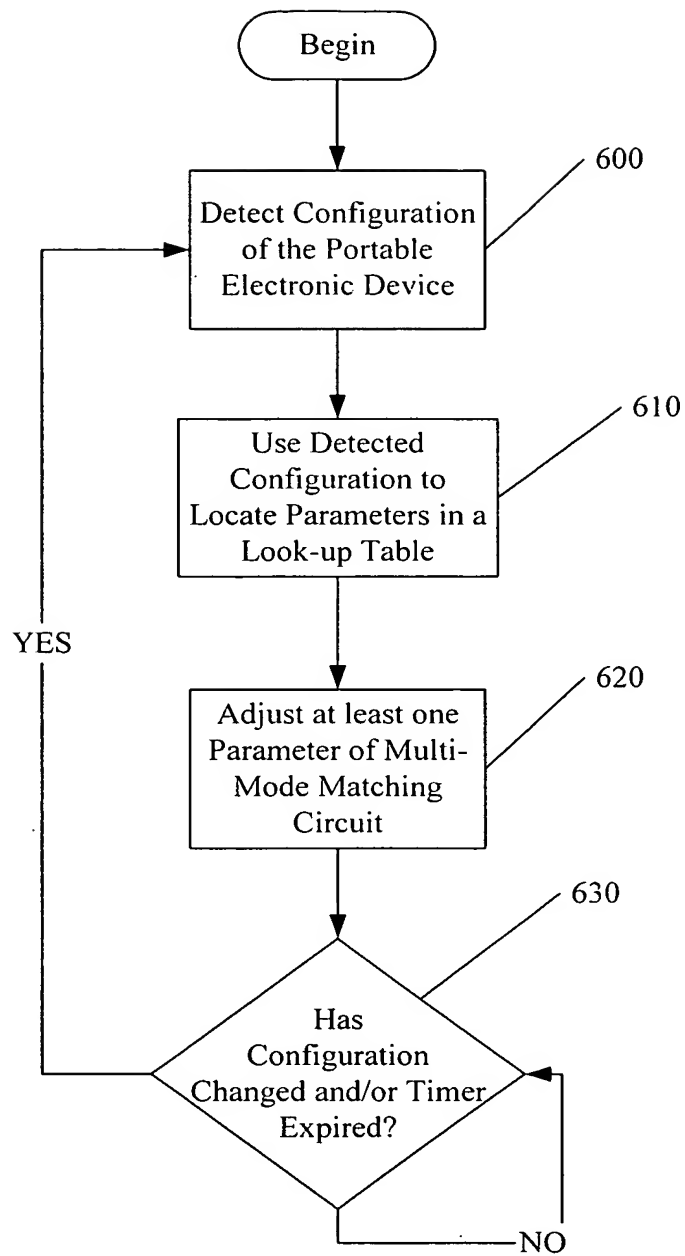 Begin
600
Detect Configuration
of the Portable
Electronic Device
610
Use Detected
Configuration to
Locate Parameters in a
Look-up Table
YES
620
Adjust at least one
Parameter of Multi-
Mode Matching
Circuit
630
Has
Configuration
Changed and/or Timer
Expired?
NO